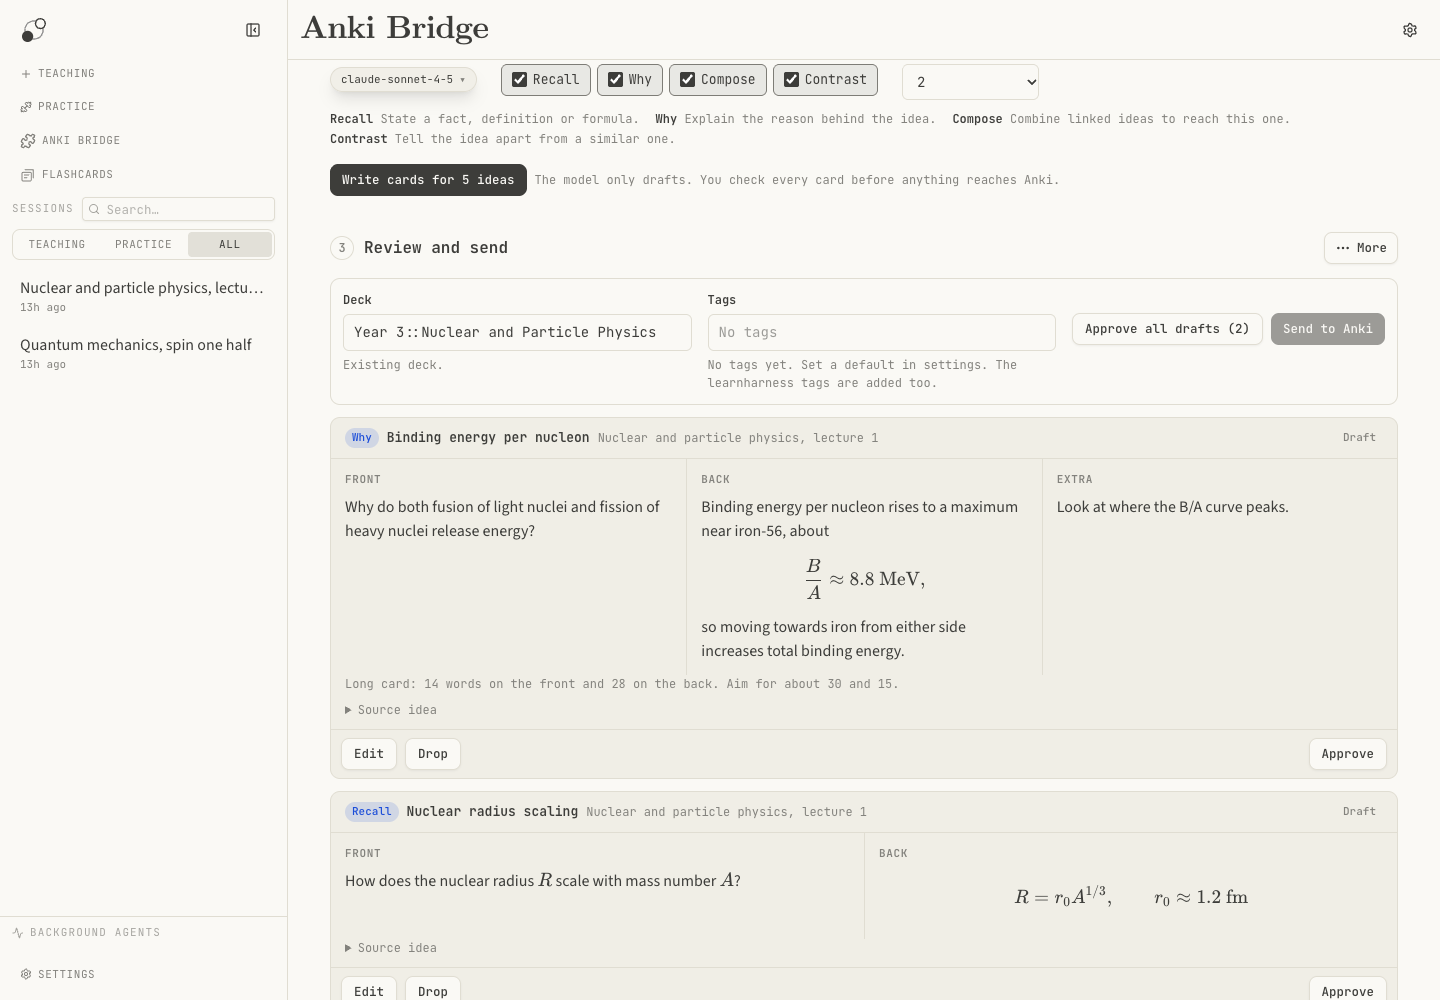 Anki Bridge
TEACHING
PRACTICE
ANKI BRIDGE
FLASHCARDS
SESSIONS
Search…
TEACHING PRACTICE ALL
Nuclear and particle physics, lectu…
13h ago
Quantum mechanics, spin one half
13h ago
BACKGROUND AGENTS
SETTINGS
claude-sonnet-4-5 ▾
Recall Why Compose Contrast
2
Recall State a fact, definition or formula. Why Explain the reason behind the idea. Compose Combine linked ideas to reach this one.
Contrast Tell the idea apart from a similar one.
Write cards for 5 ideas The model only drafts. You check every card before anything reaches Anki.
3 Review and send
··· More
Deck
Year 3::Nuclear and Particle Physics
Existing deck.
Tags
No tags
No tags yet. Set a default in settings. The
learnharness tags are added too.
Approve all drafts (2) Send to Anki
Why Binding energy per nucleon Nuclear and particle physics, lecture 1 Draft
FRONT
Why do both fusion of light nuclei and fission of
heavy nuclei release energy?
BACK
Binding energy per nucleon rises to a maximum
near iron-56, about
B/A ≈ 8.8 MeV,
so moving towards iron from either side
increases total binding energy.
EXTRA
Look at where the B/A curve peaks.
Long card: 14 words on the front and 28 on the back. Aim for about 30 and 15.
▶ Source idea
Edit Drop Approve
Recall Nuclear radius scaling Nuclear and particle physics, lecture 1 Draft
FRONT
How does the nuclear radius R scale with mass number A?
BACK
R = r₀A^{1/3}, r₀ ≈ 1.2 fm
▶ Source idea
Edit Drop Approve